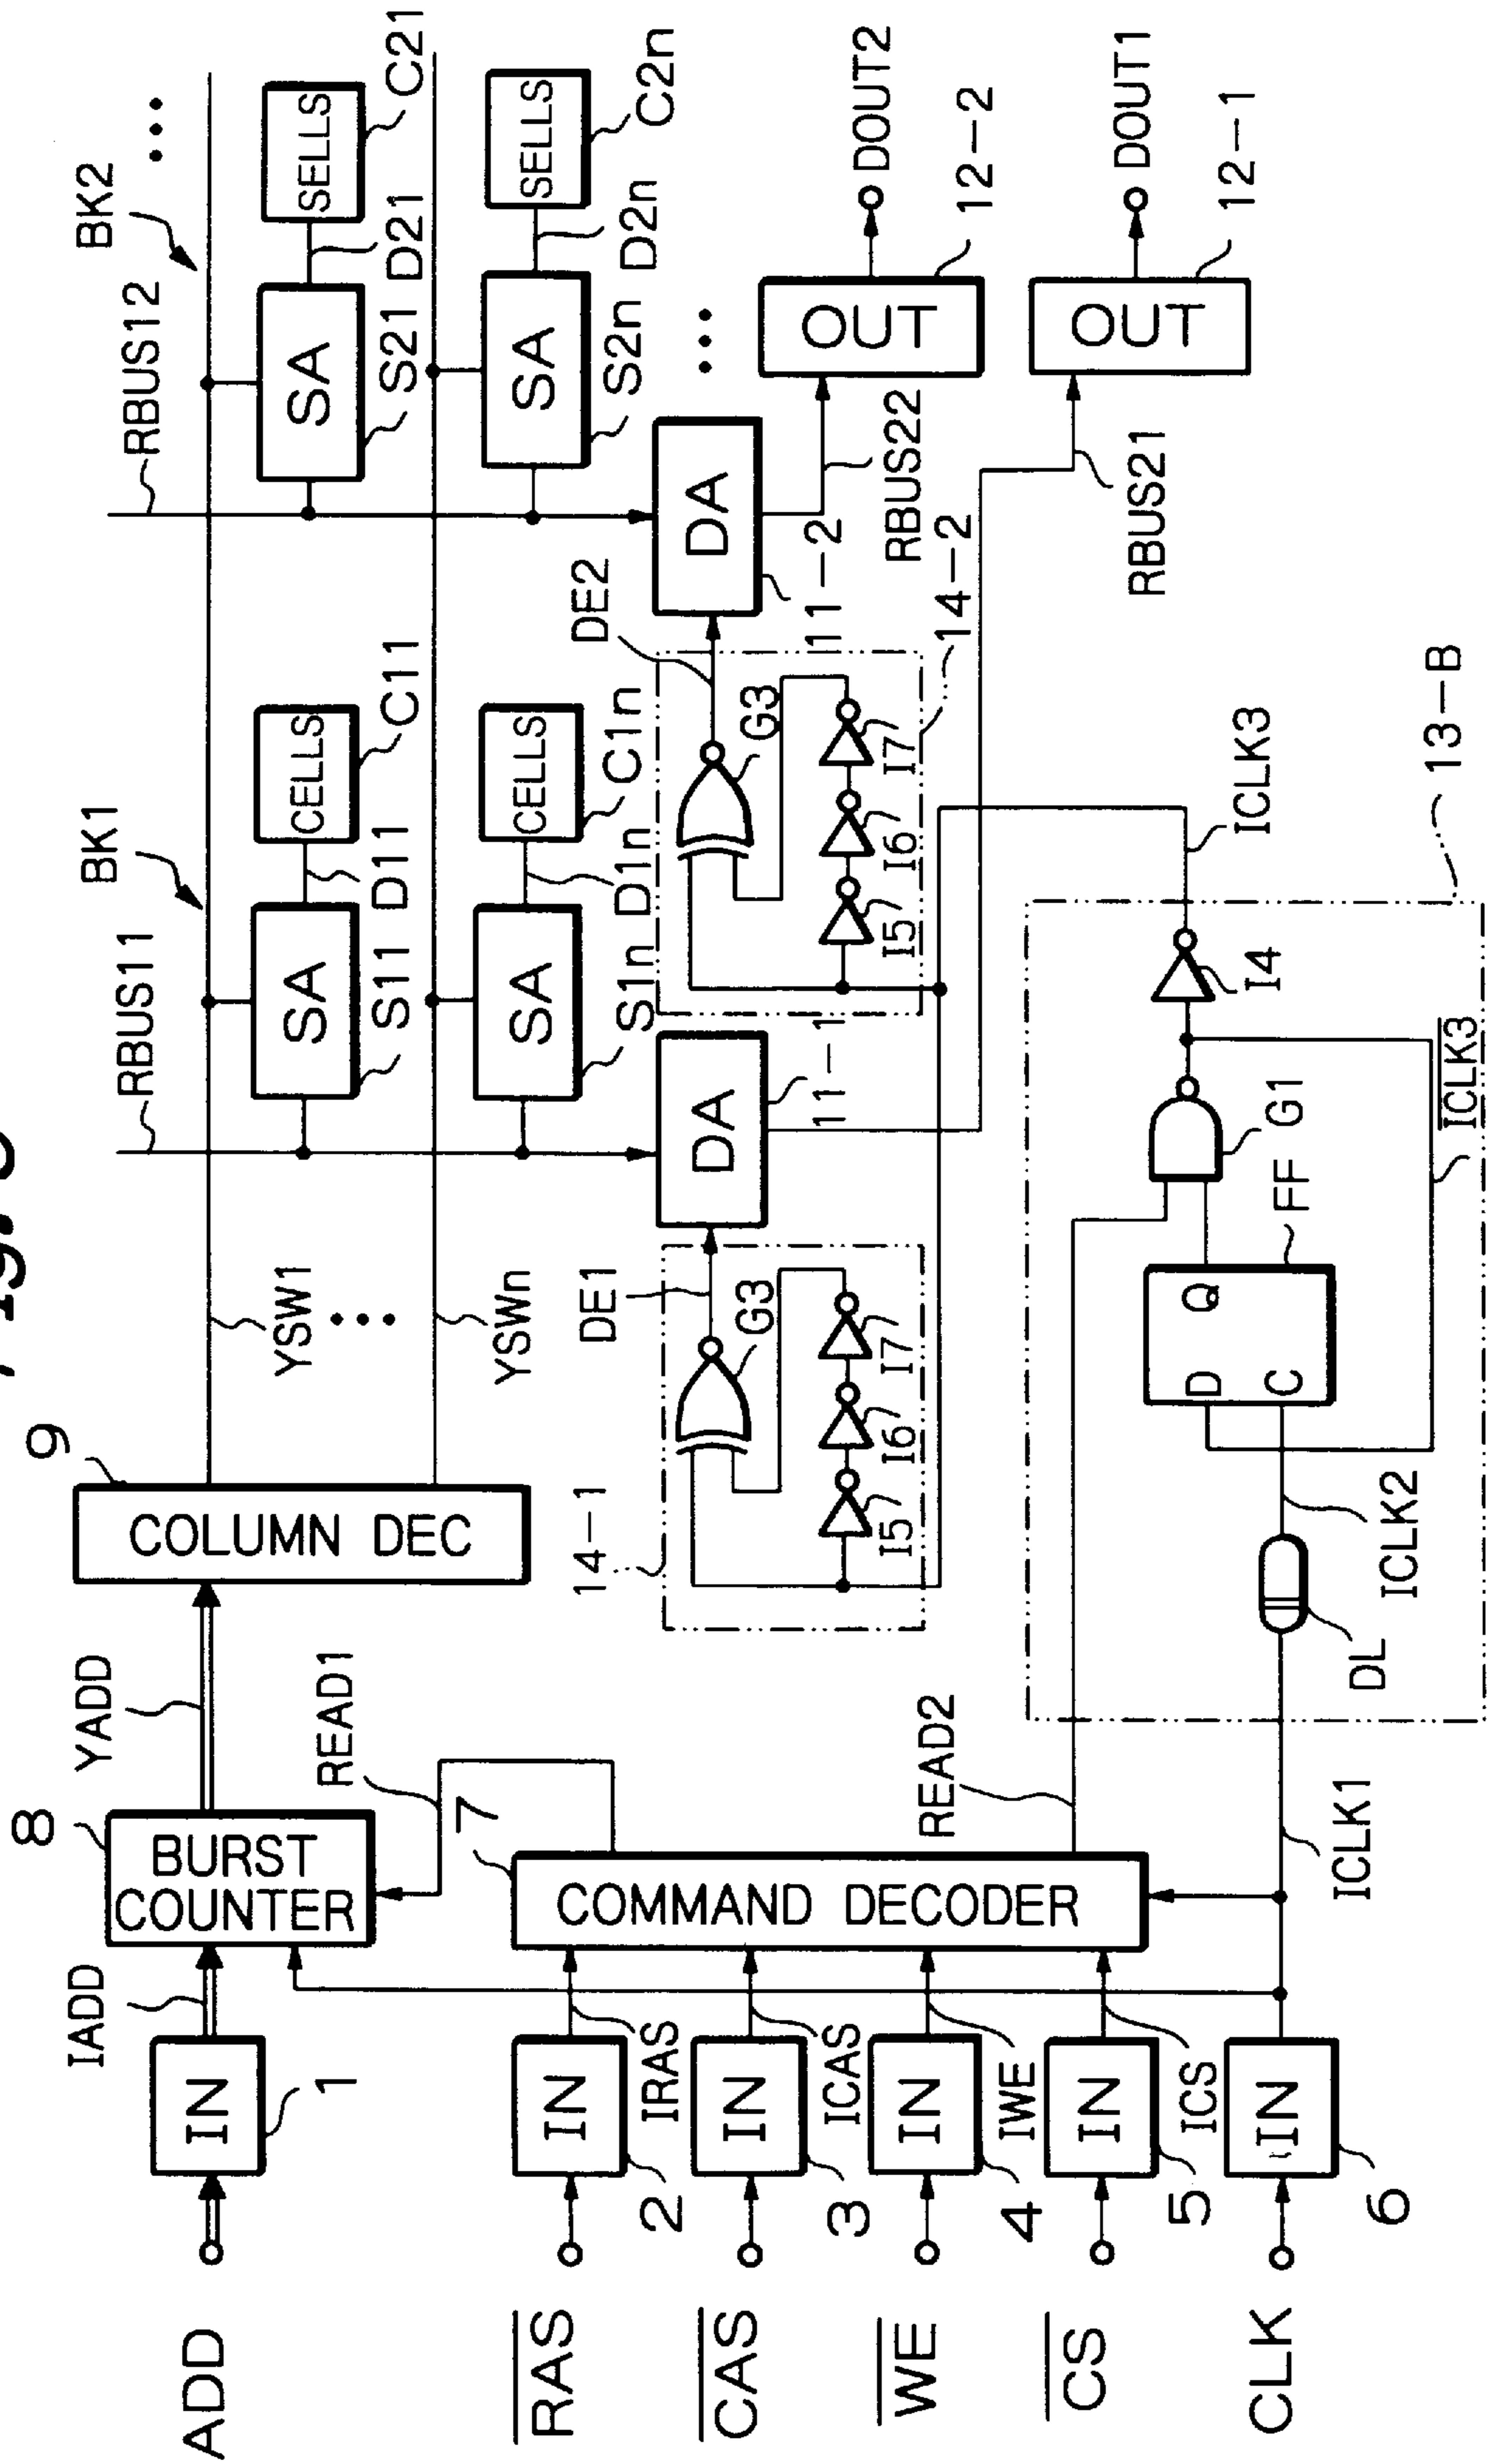 ADD
IN
1
IADD
BURST
COUNTER
8
YADD
COLUMN DEC
9
YSW1
YSWn
RBUS11
BK1
RBUS12
BK2
SA
S11
D11
CELLS
C11
SA
S21
D21
SELLS
C21
SA
S1n
D1n
CELLS
C1n
SA
S2n
D2n
SELLS
C2n
READ1
RAS
IN
2
IRAS
CAS
IN
3
ICAS
WE
IN
4
IWE
CS
IN
5
ICS
CLK
IN
6
ICLK1
COMMAND DECODER
7
READ2
14-1
G3
I5
I6
I7
DE1
DA
11-1
14-2
G3
I5
I6
I7
DE2
DA
11-2
RBUS22
OUT
12-2
DOUT2
RBUS21
OUT
12-1
DOUT1
DL
ICLK2
D
C
Q
FF
G1
I4
ICLK3
ICLK3
13-B